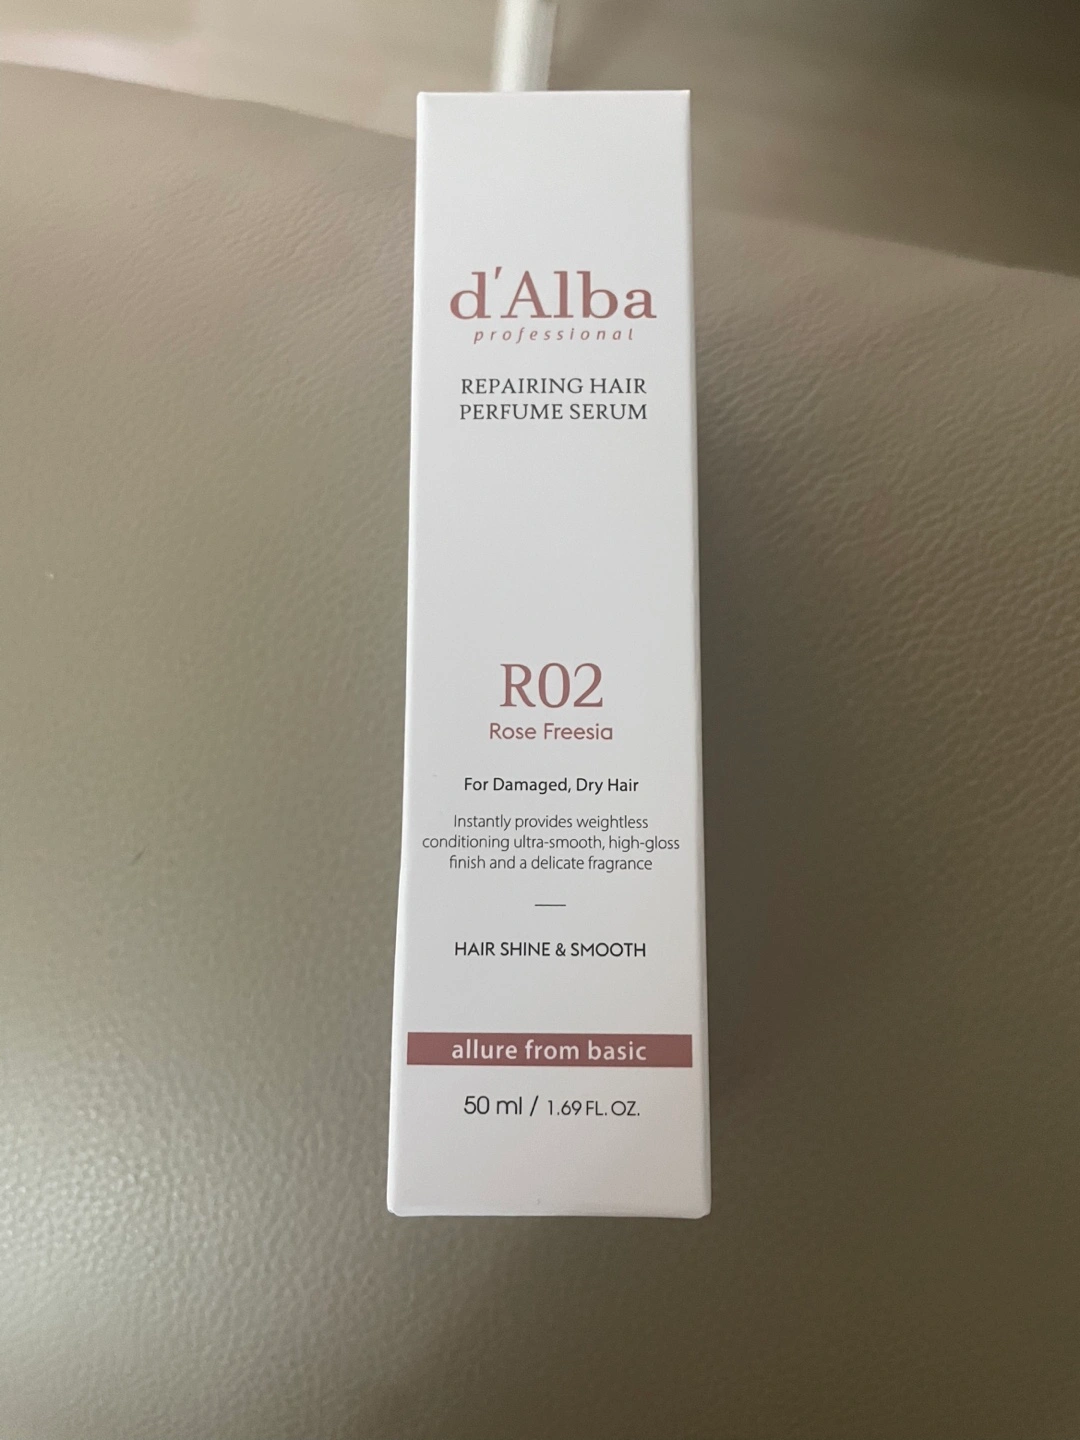 d'Alba
professional
REPAIRING HAIR
PERFUME SERUM
R02
Rose Freesia
For Damaged, Dry Hair
Instantly provides weightless
conditioning ultra-smooth, high-gloss
finish and a delicate fragrance
HAIR SHINE & SMOOTH
allure from basic
50 ml / 1.69 FL. OZ.